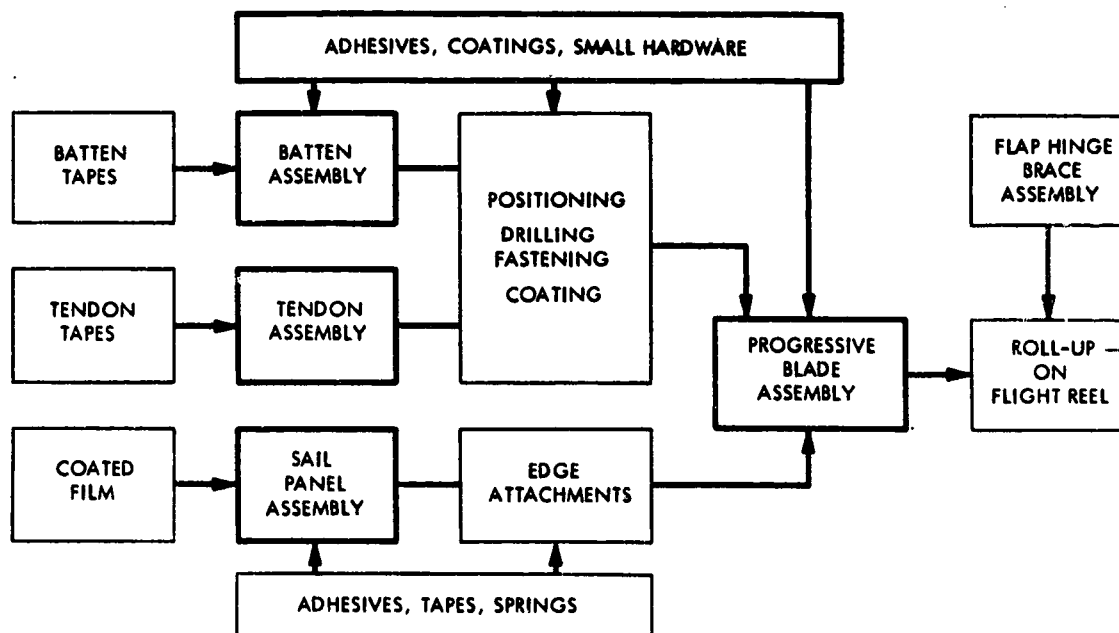 ADHESIVES, COATINGS, SMALL HARDWARE
BATTEN
TAPES
BATTEN
ASSEMBLY
POSITIONING
DRILLING
FASTENING
COATING
FLAP HINGE
BRACE
ASSEMBLY
TENDON
TAPES
TENDON
ASSEMBLY
PROGRESSIVE
BLADE
ASSEMBLY
ROLL-UP —
ON
FLIGHT REEL
COATED
FILM
SAIL
PANEL
ASSEMBLY
EDGE
ATTACHMENTS
ADHESIVES, TAPES, SPRINGS